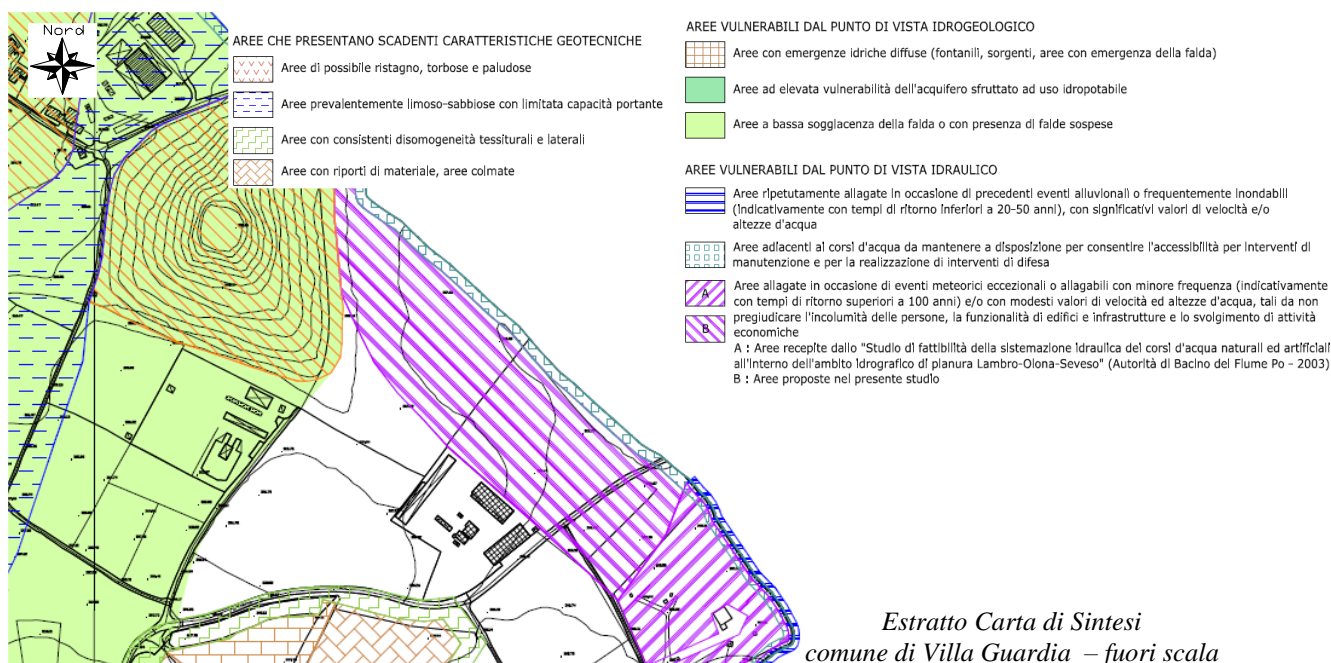 Nord
AREE CHE PRESENTANO SCADENTI CARATTERISTICHE GEOTECNICHE
Aree di possibile ristagno, torbose e paludose
Aree prevalentemente limoso-sabbiose con limitata capacità portante
Aree con consistenti disomogeneità tessiturali e laterali
Aree con riporti di materiale, aree colmate
AREE VULNERABILI DAL PUNTO DI VISTA IDROGEOLOGICO
Aree con emergenze idriche diffuse (fontanili, sorgenti, aree con emergenza della falda)
Aree ad elevata vulnerabilità dell'acquifero sfruttato ad uso idropotabile
Aree a bassa soggiacenza della falda o con presenza di falde sospese
AREE VULNERABILI DAL PUNTO DI VISTA IDRAULICO
Aree ripetutamente allagate in occasione di precedenti eventi alluvionali o frequentemente inondabili
(indicativamente con tempi di ritorno inferiori a 20-50 anni), con significativi valori di velocità e/o
altezze d'acqua
Aree adiacenti ai corsi d'acqua da mantenere a disposizione per consentire l'accessibilità per interventi di
manutenzione e per la realizzazione di interventi di difesa
A
Aree allagate in occasione di eventi meteorici eccezionali o allagabili con minore frequenza (indicativamente
con tempi di ritorno superiori a 100 anni) e/o con modesti valori di velocità ed altezze d'acqua, tali da non
B
pregiudicare l'incolumità delle persone, la funzionalità di edifici e infrastrutture e lo svolgimento di attività
economiche
A : Aree recepite dallo "Studio di fattibilità della sistemazione idraulica dei corsi d'acqua naturali ed artificiali
all'interno dell'ambito idrografico di pianura Lambro-Olona-Seveso" (Autorità di Bacino del Fiume Po - 2003)
B : Aree proposte nel presente studio
Estratto Carta di Sintesi
comune di Villa Guardia – fuori scala